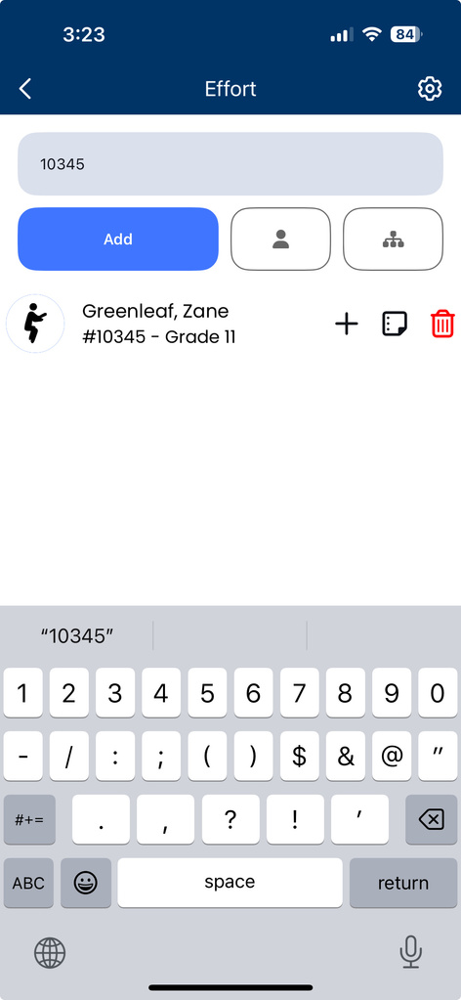 3:23
84
Effort
10345
Add
Greenleaf, Zane
#10345 - Grade 11
“10345”
1 2 3 4 5 6 7 8 9 0
- / : ; ( ) $ & @ ”
#+= . , ? ! ’
ABC space return